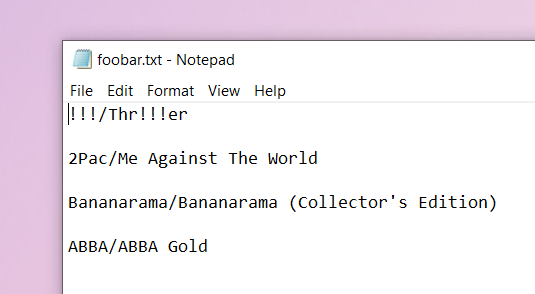 foobar.txt - Notepad
File Edit Format View Help
!!!/Thr!!!er
2Pac/Me Against The World
Bananarama/Bananarama (Collector's Edition)
ABBA/ABBA Gold